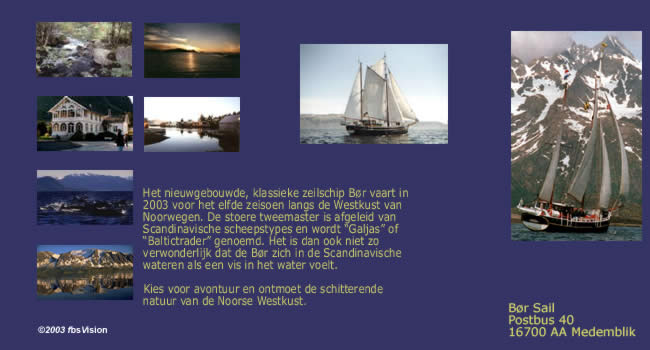 Het nieuwgebouwde, klassieke zeilschip Bør vaart in
2003 voor het elfde zeisoen langs de Westkust van
Noorwegen. De stoere tweemaster is afgeleid van
Scandinavische scheepstypes en wordt "Galjas" of
"Baltictrader" genoemd. Het is dan ook niet zo
verwonderlijk dat de Bør zich in de Scandinavische
wateren als een vis in het water voelt.
Kies voor avontuur en ontmoet de schitterende
natuur van de Noorse Westkust.
Bør Sail
Postbus 40
16700 AA Medemblik
©2003 fbsVision